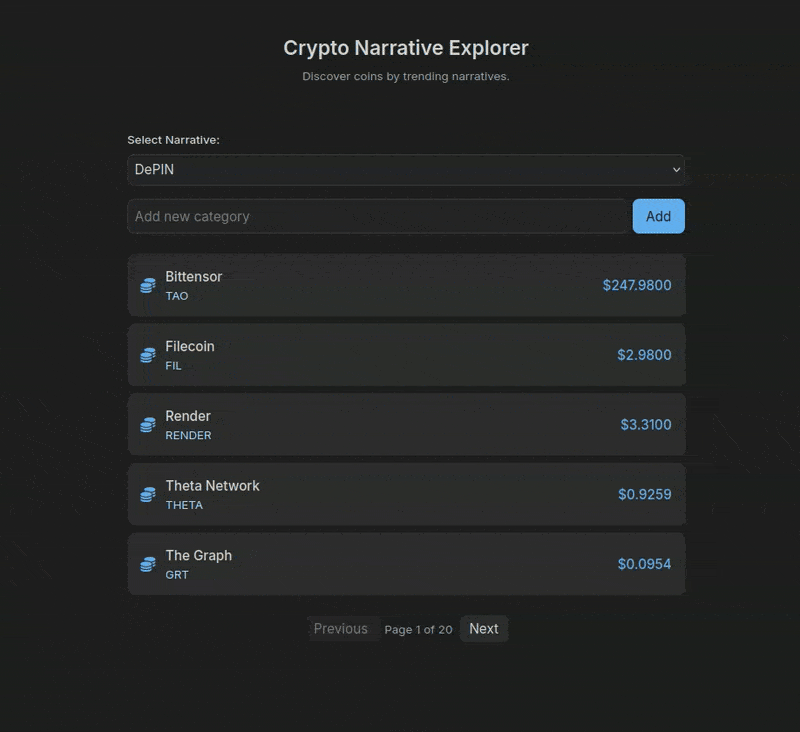 Crypto Narrative Explorer
Discover coins by trending narratives.
Select Narrative:
DePIN
Add new category
Add
Bittensor
TAO
$247.9800
Filecoin
FIL
$2.9800
Render
RENDER
$3.3100
Theta Network
THETA
$0.9259
The Graph
GRT
$0.0954
Previous Page 1 of 20 Next